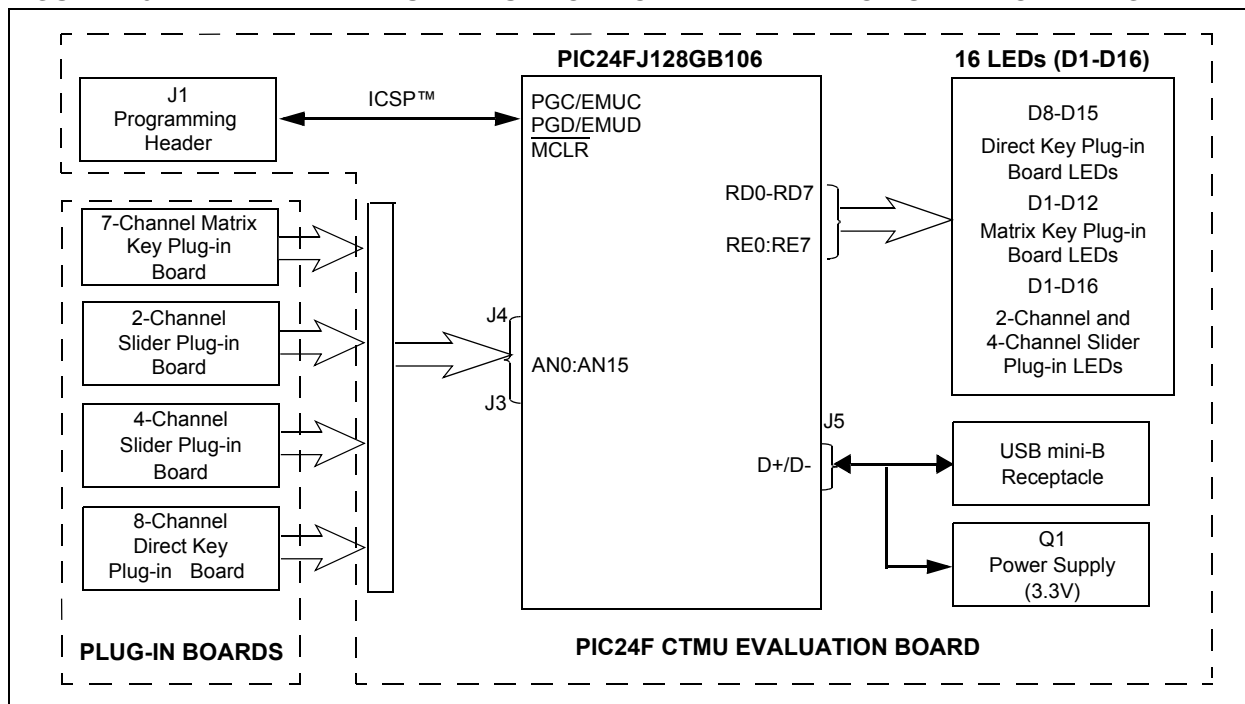 PIC24FJ128GB106
16 LEDs (D1-D16)
J1
Programming
Header
ICSP™
PGC/EMUC
PGD/EMUD
MCLR
D8-D15
Direct Key Plug-in
Board LEDs
D1-D12
Matrix Key Plug-in
Board LEDs
D1-D16
2-Channel and
4-Channel Slider
Plug-in LEDs
RD0-RD7
RE0:RE7
7-Channel Matrix
Key Plug-in
Board
2-Channel
Slider Plug-in
Board
4-Channel
Slider Plug-in
Board
8-Channel
Direct Key
Plug-in Board
J4
AN0:AN15
J3
J5
D+/D-
USB mini-B
Receptacle
Q1
Power Supply
(3.3V)
PLUG-IN BOARDS
PIC24F CTMU EVALUATION BOARD